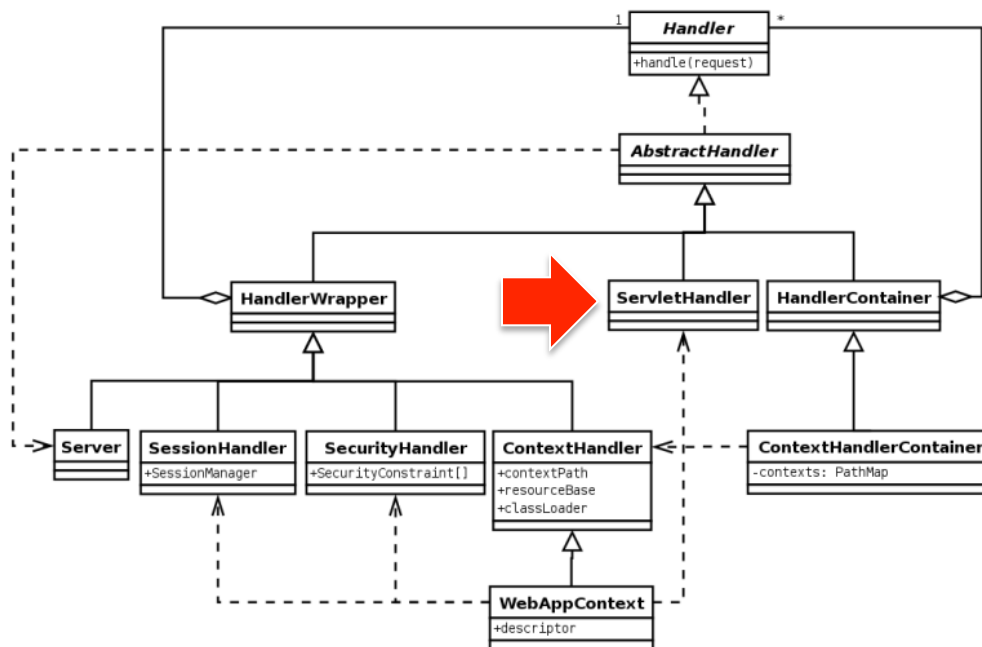 1
Handler
*
+handle(request)
AbstractHandler
HandlerWrapper
ServletHandler
HandlerContainer
Server
SessionHandler
+SessionManager
SecurityHandler
+SecurityConstraint[]
ContextHandler
+contextPath
+resourceBase
+classLoader
ContextHandlerContainer
-contexts: PathMap
WebAppContext
+descriptor